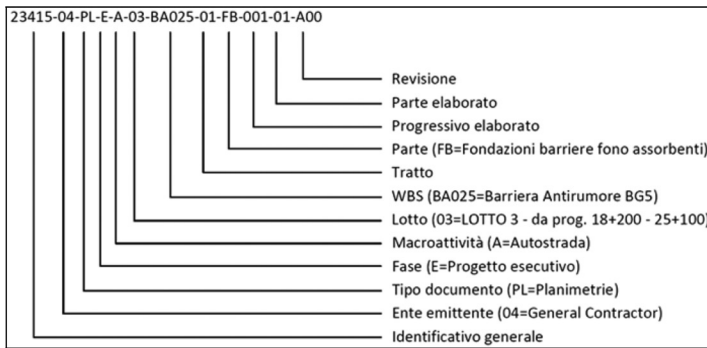 23415-04-PL-E-A-03-BA025-01-FB-001-01-A00
Revisione
Parte elaborato
Progressivo elaborato
Parte (FB=Fondazioni barriere fono assorbenti)
Tratto
WBS (BA025=Barriera Antirumore BG5)
Lotto (03=LOTTO 3 - da prog. 18+200 - 25+100)
Macroattività (A=Autostrada)
Fase (E=Progetto esecutivo)
Tipo documento (PL=Planimetrie)
Ente emittente (04=General Contractor)
Identificativo generale